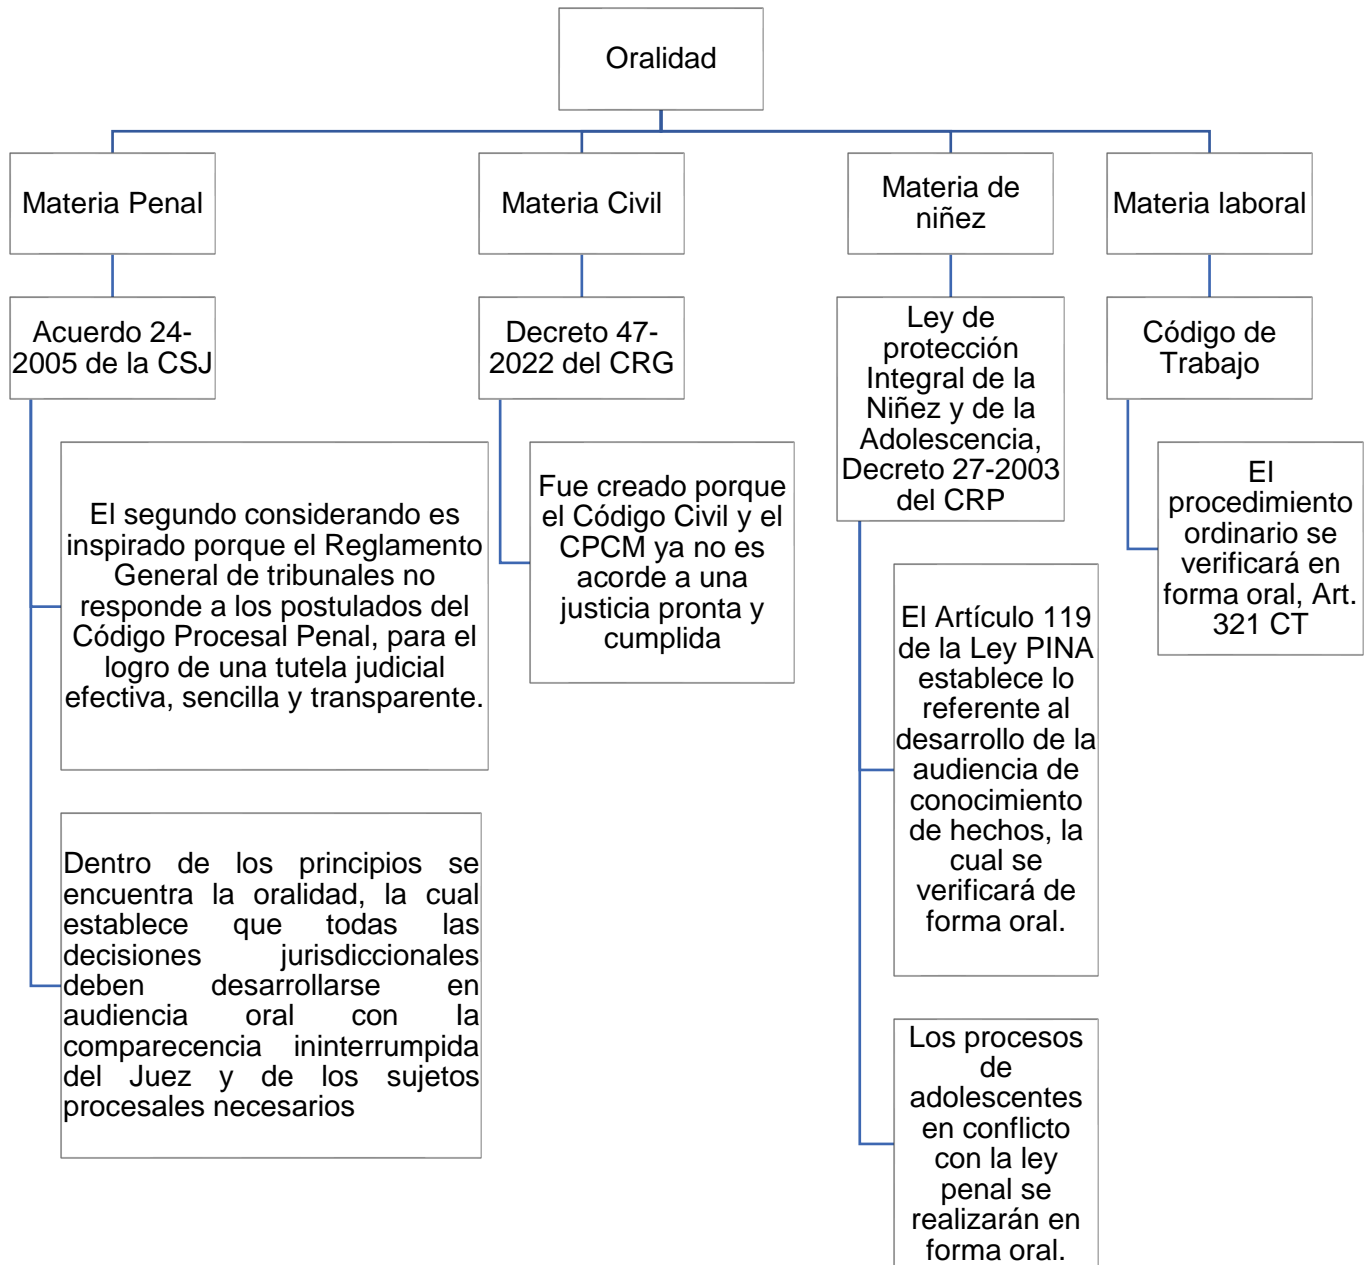 Oralidad
Materia Penal
Acuerdo 24-
2005 de la CSJ
El segundo considerando es
inspirado porque el Reglamento
General de tribunales no
responde a los postulados del
Código Procesal Penal, para el
logro de una tutela judicial
efectiva, sencilla y transparente.
Dentro de los principios se
encuentra la oralidad, la cual
establece que todas las
decisiones jurisdiccionales
deben desarrollarse en
audiencia oral con la
comparecencia ininterrumpida
del Juez y de los sujetos
procesales necesarios
Materia Civil
Decreto 47-
2022 del CRG
Fue creado porque
el Código Civil y el
CPCM ya no es
acorde a una
justicia pronta y
cumplida
Materia de
niñez
Ley de
protección
Integral de la
Niñez y de la
Adolescencia,
Decreto 27-2003
del CRP
El Artículo 119
de la Ley PINA
establece lo
referente al
desarrollo de la
audiencia de
conocimiento
de hechos, la
cual se
verificará de
forma oral.
Los procesos
de
adolescentes
en conflicto
con la ley
penal se
realizarán en
forma oral.
Materia laboral
Código de
Trabajo
El
procedimiento
ordinario se
verificará en
forma oral, Art.
321 CT